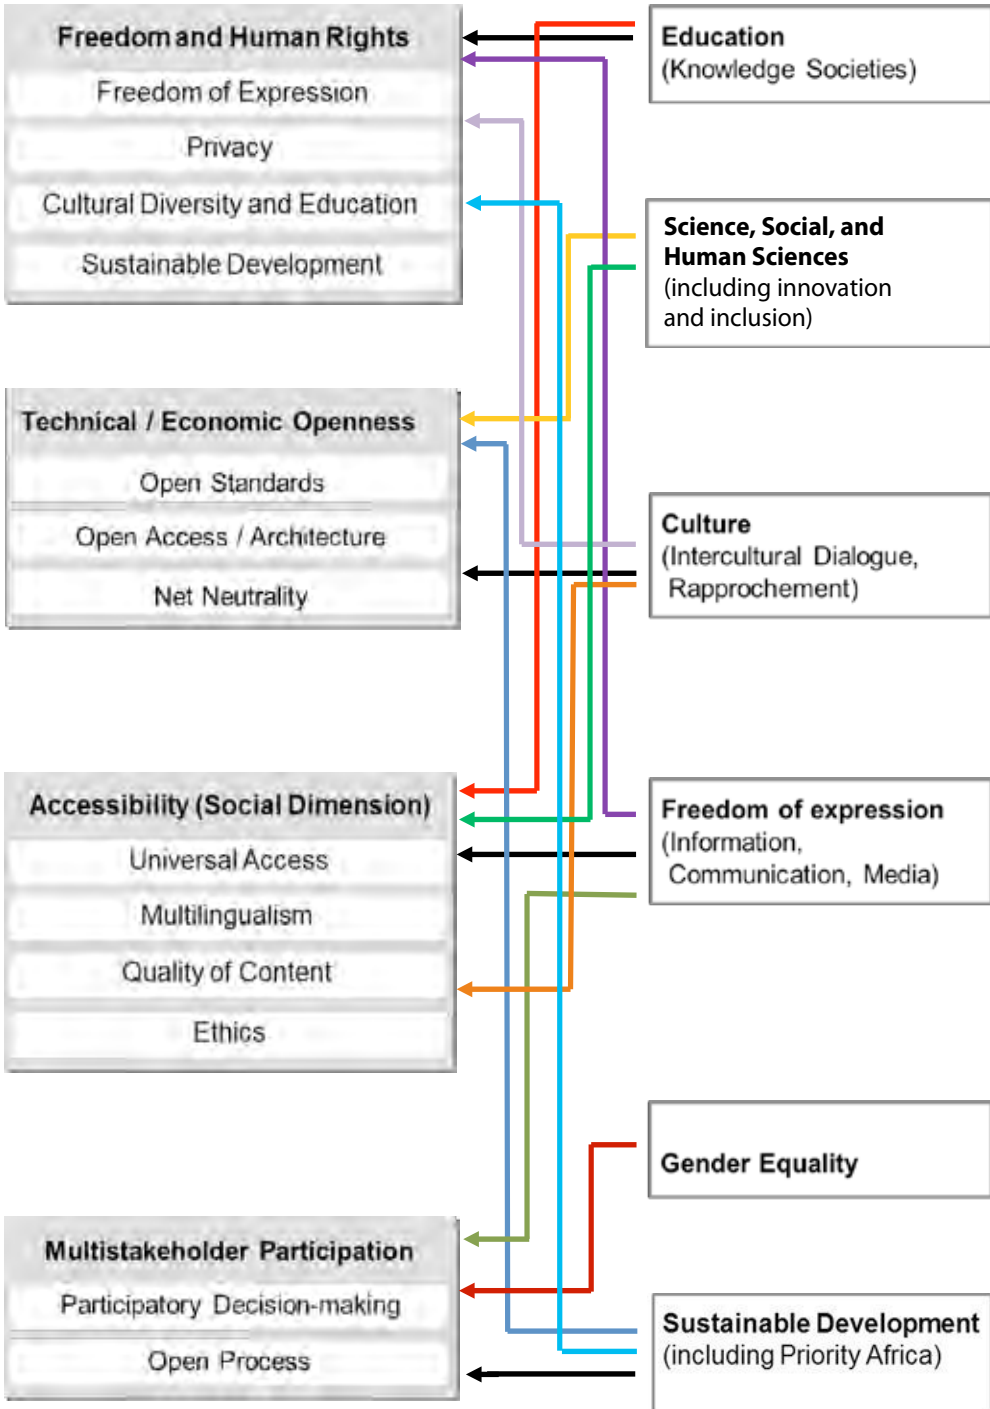 Freedom and Human Rights
Freedom of Expression
Privacy
Cultural Diversity and Education
Sustainable Development
Technical / Economic Openness
Open Standards
Open Access / Architecture
Net Neutrality
Accessibility (Social Dimension)
Universal Access
Multilingualism
Quality of Content
Ethics
Multistakeholder Participation
Participatory Decision-making
Open Process
Education
(Knowledge Societies)
Science, Social, and
Human Sciences
(including innovation
and inclusion)
Culture
(Intercultural Dialogue,
Rapprochement)
Freedom of expression
(Information,
Communication, Media)
Gender Equality
Sustainable Development
(including Priority Africa)